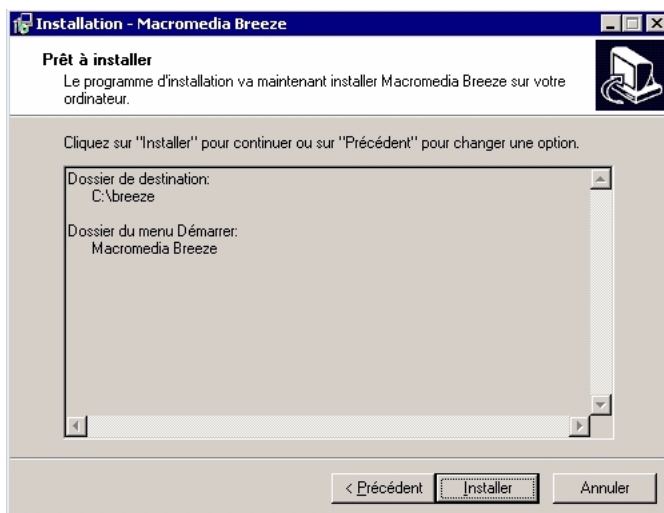 Installation - Macromedia Breeze
Prêt à installer
Le programme d'installation va maintenant installer Macromedia Breeze sur votre
ordinateur.
Cliquez sur "Installer" pour continuer ou sur "Précédent" pour changer une option.
Dossier de destination:
C:\breeze
Dossier du menu Démarrer:
Macromedia Breeze
< Précédent
Installer
Annuler